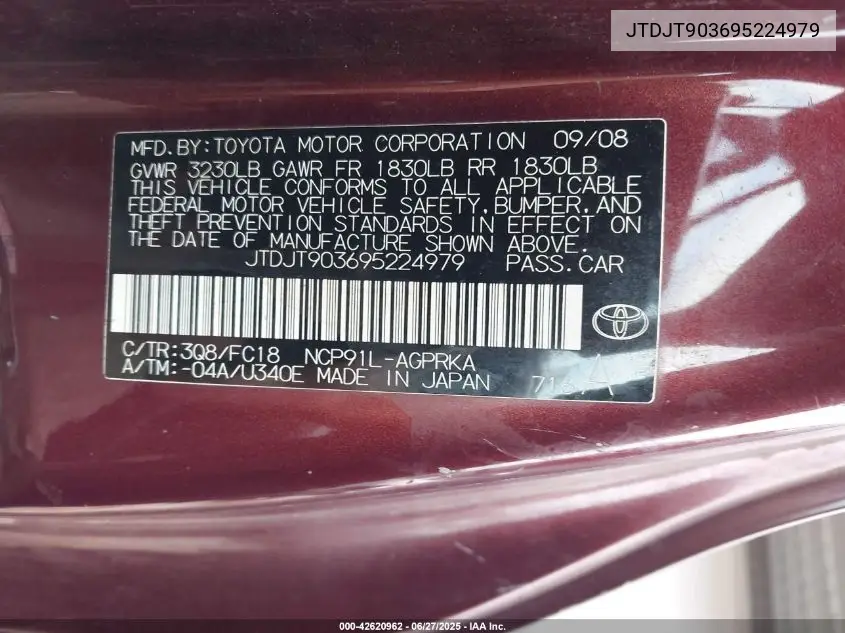 JTDJT903695224979
MFD.BY:TOYOTA MOTOR CORPORATION 09/08
GVWR 3230LB GAWR FR 1830LB RR 1830LB
THIS VEHICLE CONFORMS TO ALL APPLICABLE
FEDERAL MOTOR VEHICLE SAFETY,BUMPER,AND
THEFT PREVENTION STANDARDS IN EFFECT ON
THE DATE OF MANUFACTURE SHOWN ABOVE.
JTDJT903695224979 PASS.CAR
C/TR:3Q8/FC18 NCP91L-AGPRKA
A/TM:-04A/U340E MADE IN JAPAN
A
000-42620962 - 06/27/2025 - IAA Inc.